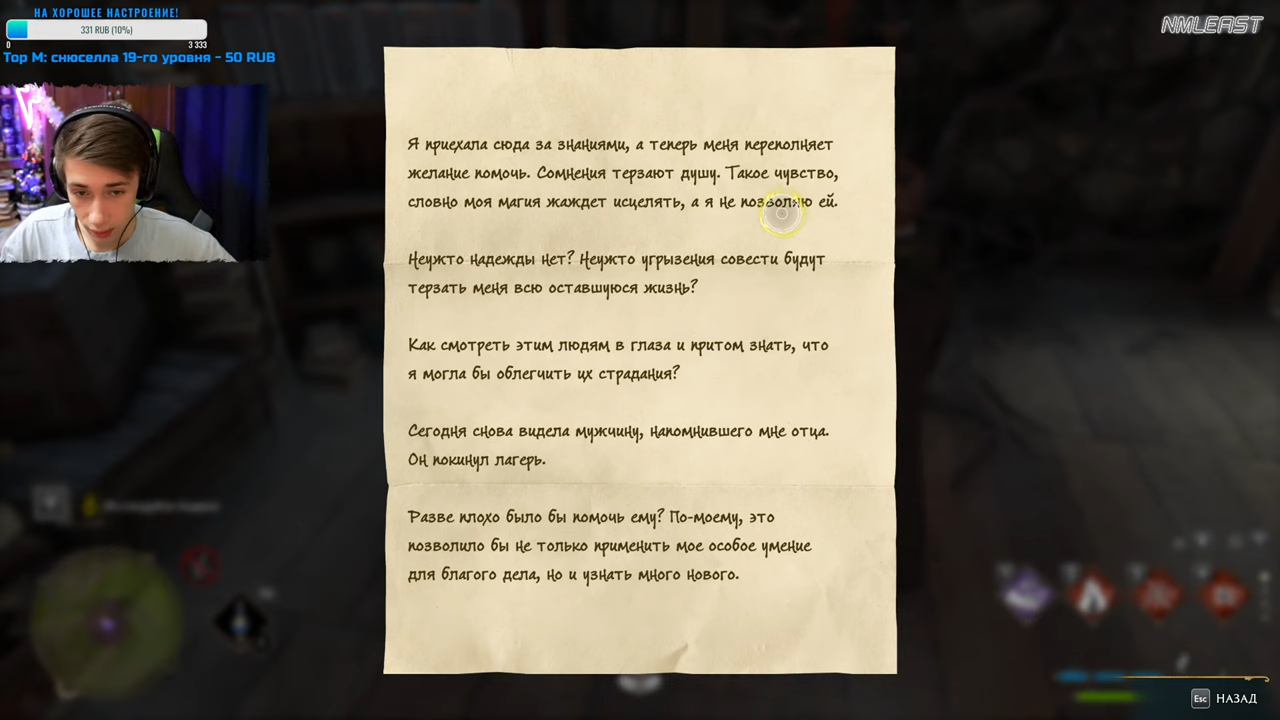 НА ХОРОШЕЕ НАСТРОЕНИЕ!
331 RUB (10%)
0 3 333
Top M: снюселла 19-го уровня - 50 RUB
NMLEAST
Я приехала сюда за знаниями, а теперь меня переполняет
желание помочь. Сомнения терзают душу. Такое чувство,
словно моя магия жаждет исцелять, а я не позволяю ей.
Неужто надежды нет? Неужто угрызения совести будут
терзать меня всю оставшуюся жизнь?
Как смотреть этим людям в глаза и притом знать, что
я могла бы облегчить их страдания?
Сегодня снова видела мужчину, напомнившего мне отца.
Он покинул лагерь.
Разве плохо было бы помочь ему? По-моему, это
позволило бы не только применить мое особое умение
для благого дела, но и узнать много нового.
Esc НАЗАД